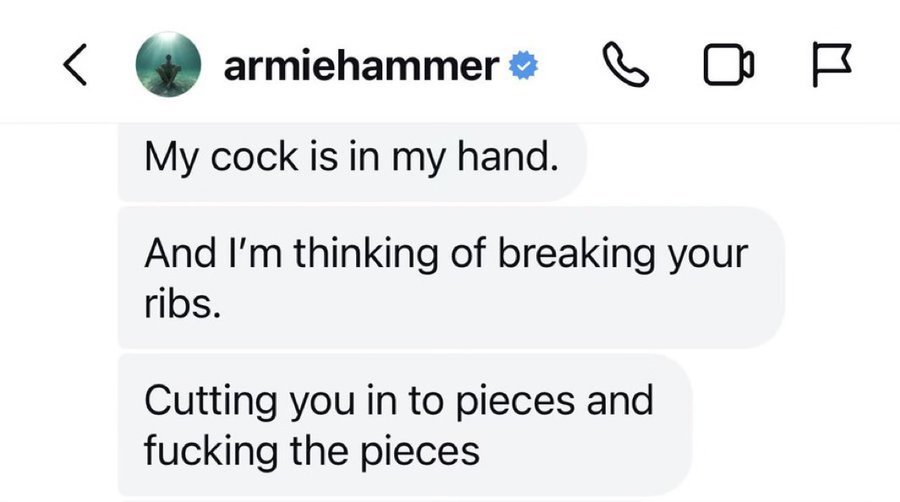 armiehammer
My cock is in my hand.
And I’m thinking of breaking your
ribs.
Cutting you in to pieces and
fucking the pieces